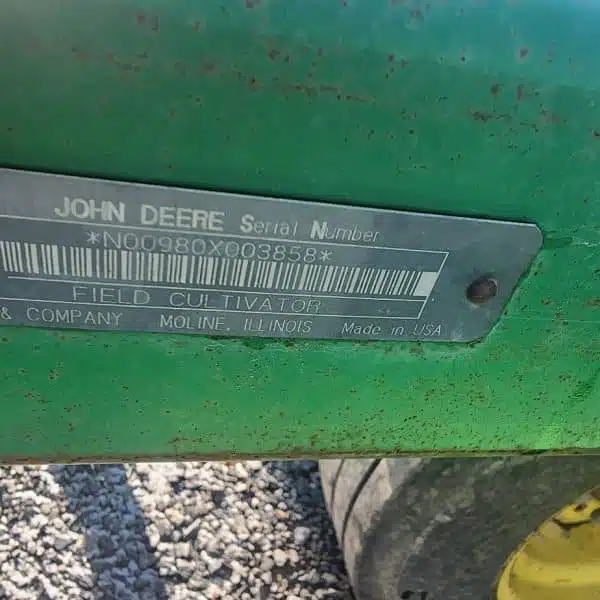 JOHN DEERE Serial Number
*N00980X003858*
FIELD CULTIVATOR
& COMPANY MOLINE, ILLINOIS Made in USA